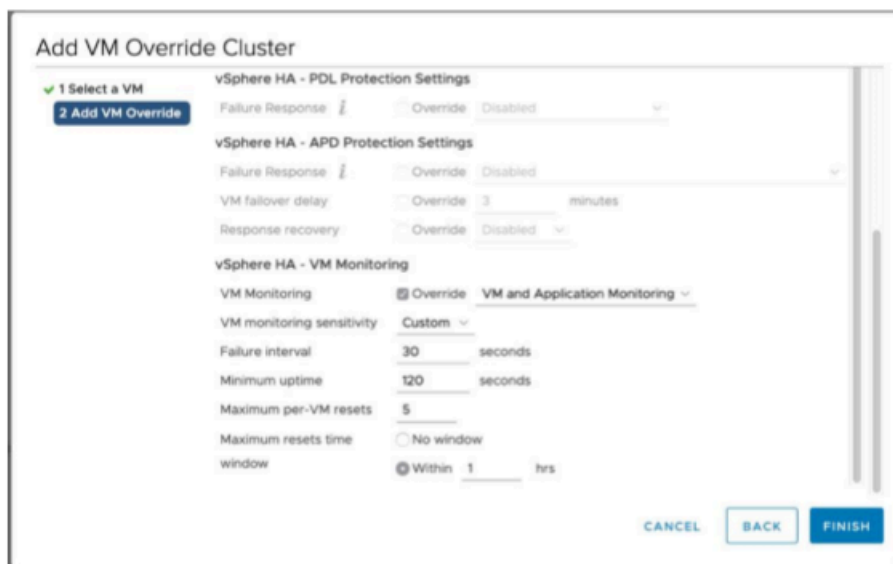 Add VM Override Cluster
1 Select a VM
2 Add VM Override
vSphere HA - PDL Protection Settings
Failure Response i Override Disabled
vSphere HA - APD Protection Settings
Failure Response i Override Disabled
VM failover delay Override 3 minutes
Response recovery Override Disabled
vSphere HA - VM Monitoring
VM Monitoring Override VM and Application Monitoring
VM monitoring sensitivity Custom
Failure interval 30 seconds
Minimum uptime 120 seconds
Maximum per-VM resets 5
Maximum resets time No window
window Within 1 hrs
CANCEL BACK FINISH